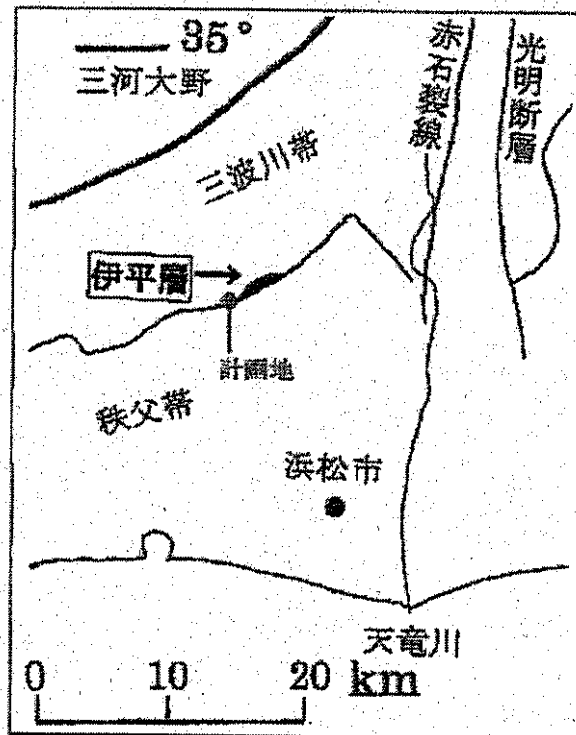 35°
三河大野
三波川帯
赤石裂線
光明断層
伊平層
計画地
秩父帯
浜松市
天竜川
0 10 20 km